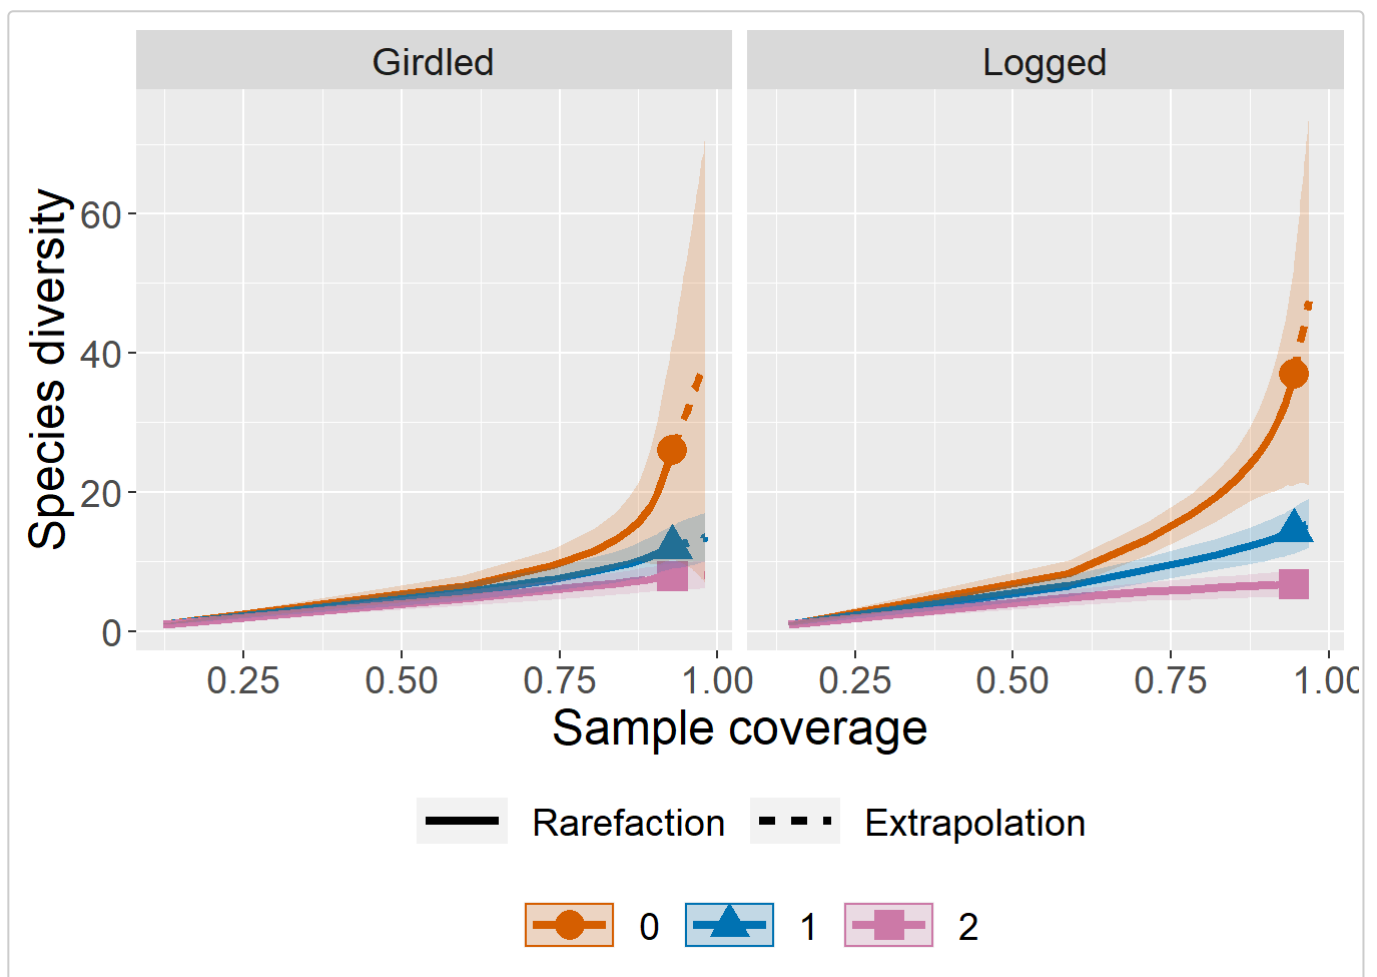 Girdled Logged
Species diversity
60
40
20
0
0.25 0.50 0.75 1.00 0.25 0.50 0.75 1.00
Sample coverage
Rarefaction Extrapolation
0 1 2